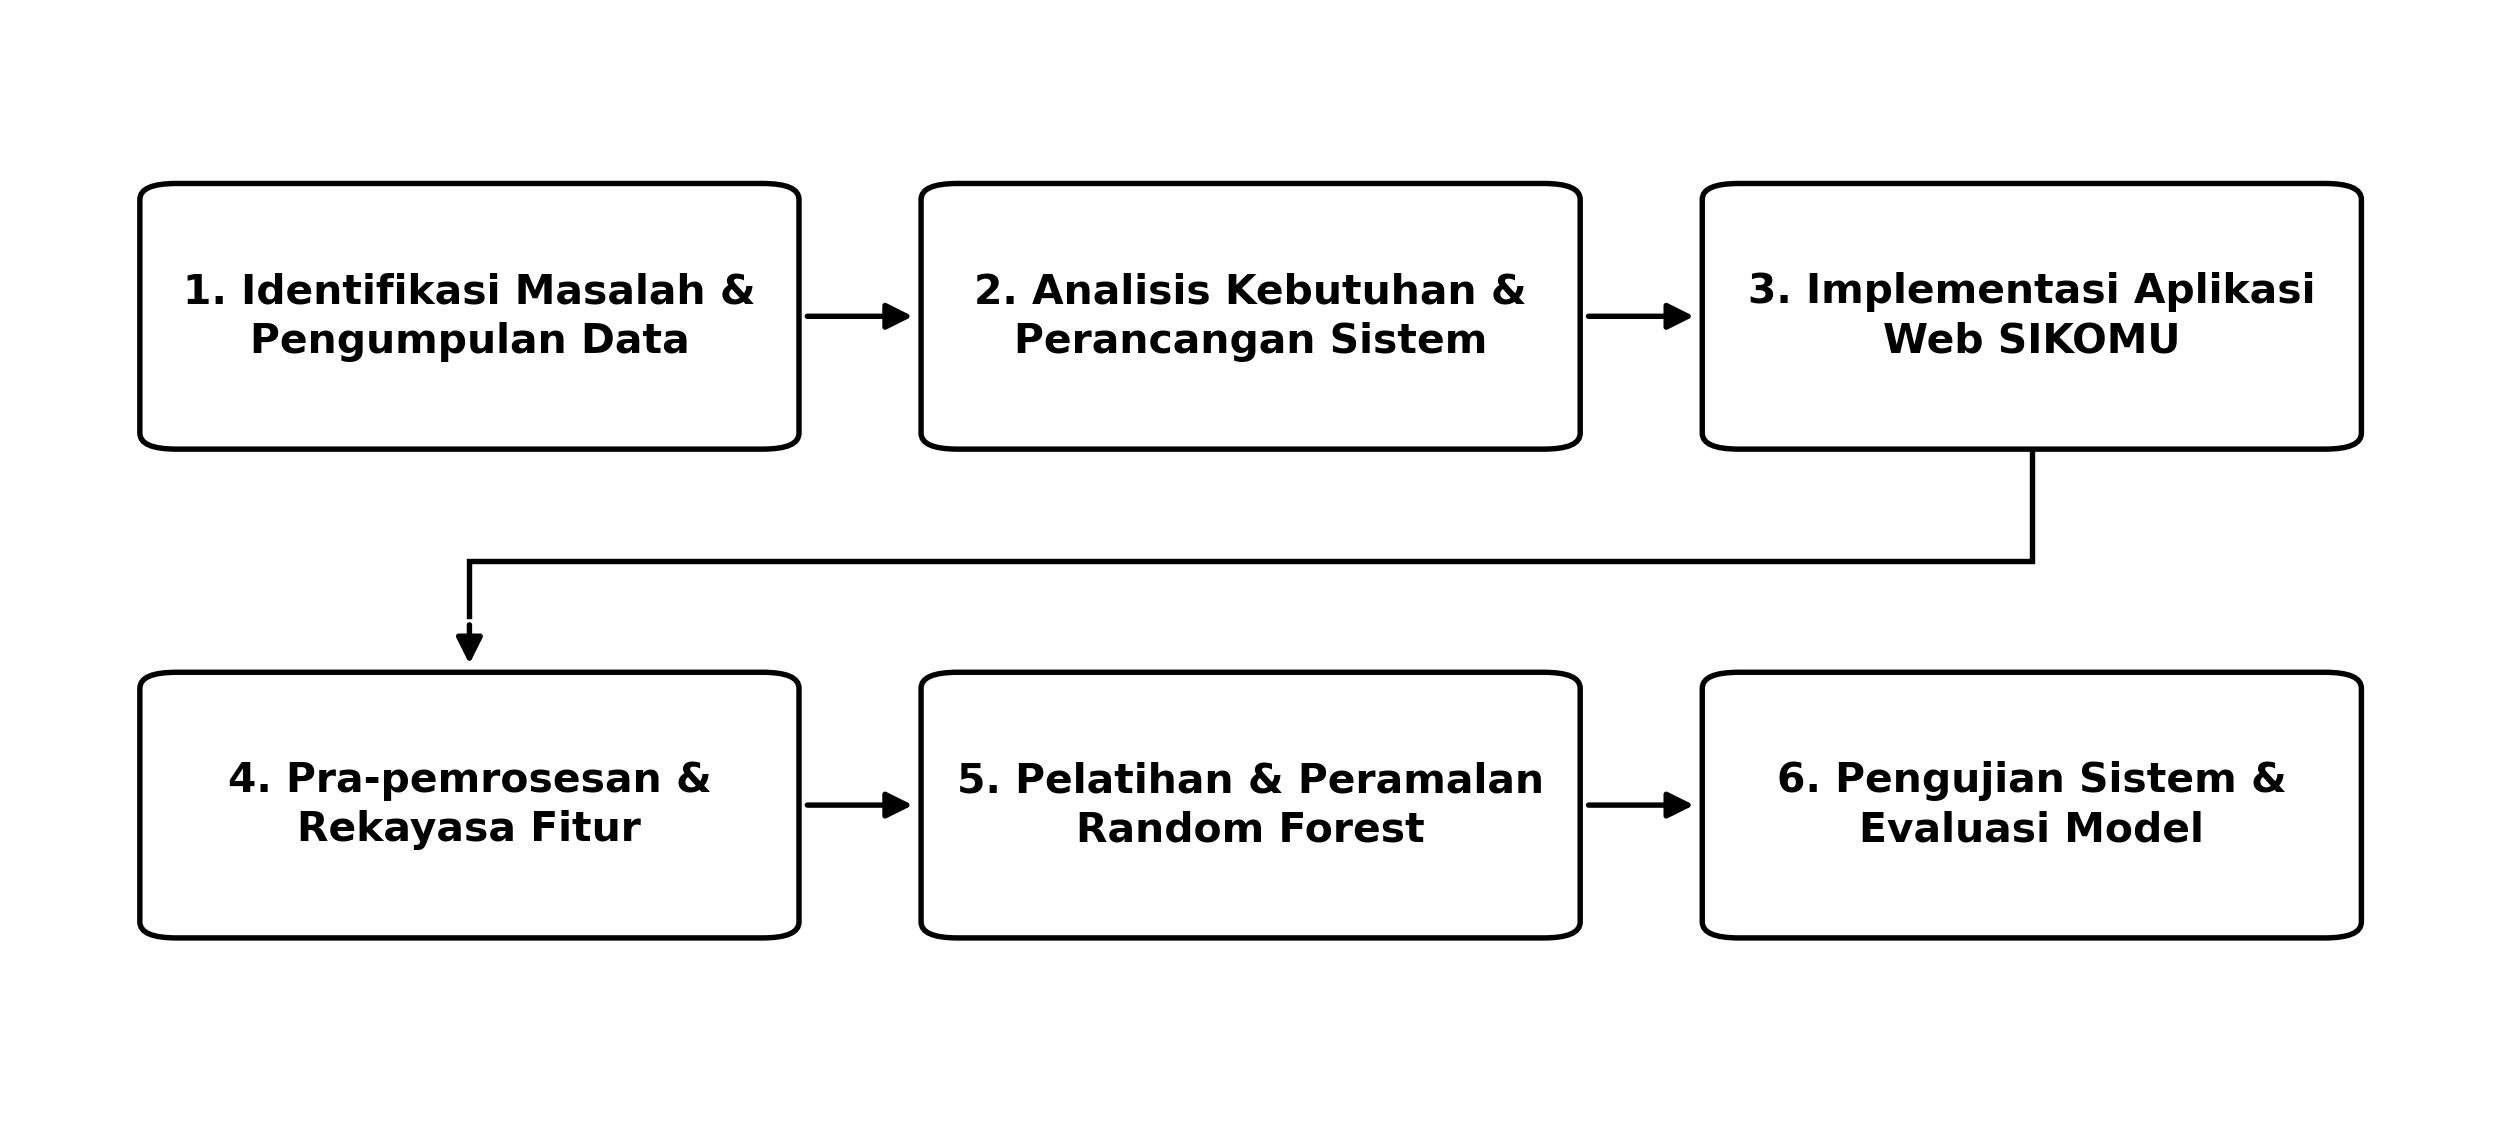 1. Identifikasi Masalah &
Pengumpulan Data
2. Analisis Kebutuhan &
Perancangan Sistem
3. Implementasi Aplikasi
Web SIKOMU
4. Pra-pemrosesan &
Rekayasa Fitur
5. Pelatihan & Peramalan
Random Forest
6. Pengujian Sistem &
Evaluasi Model